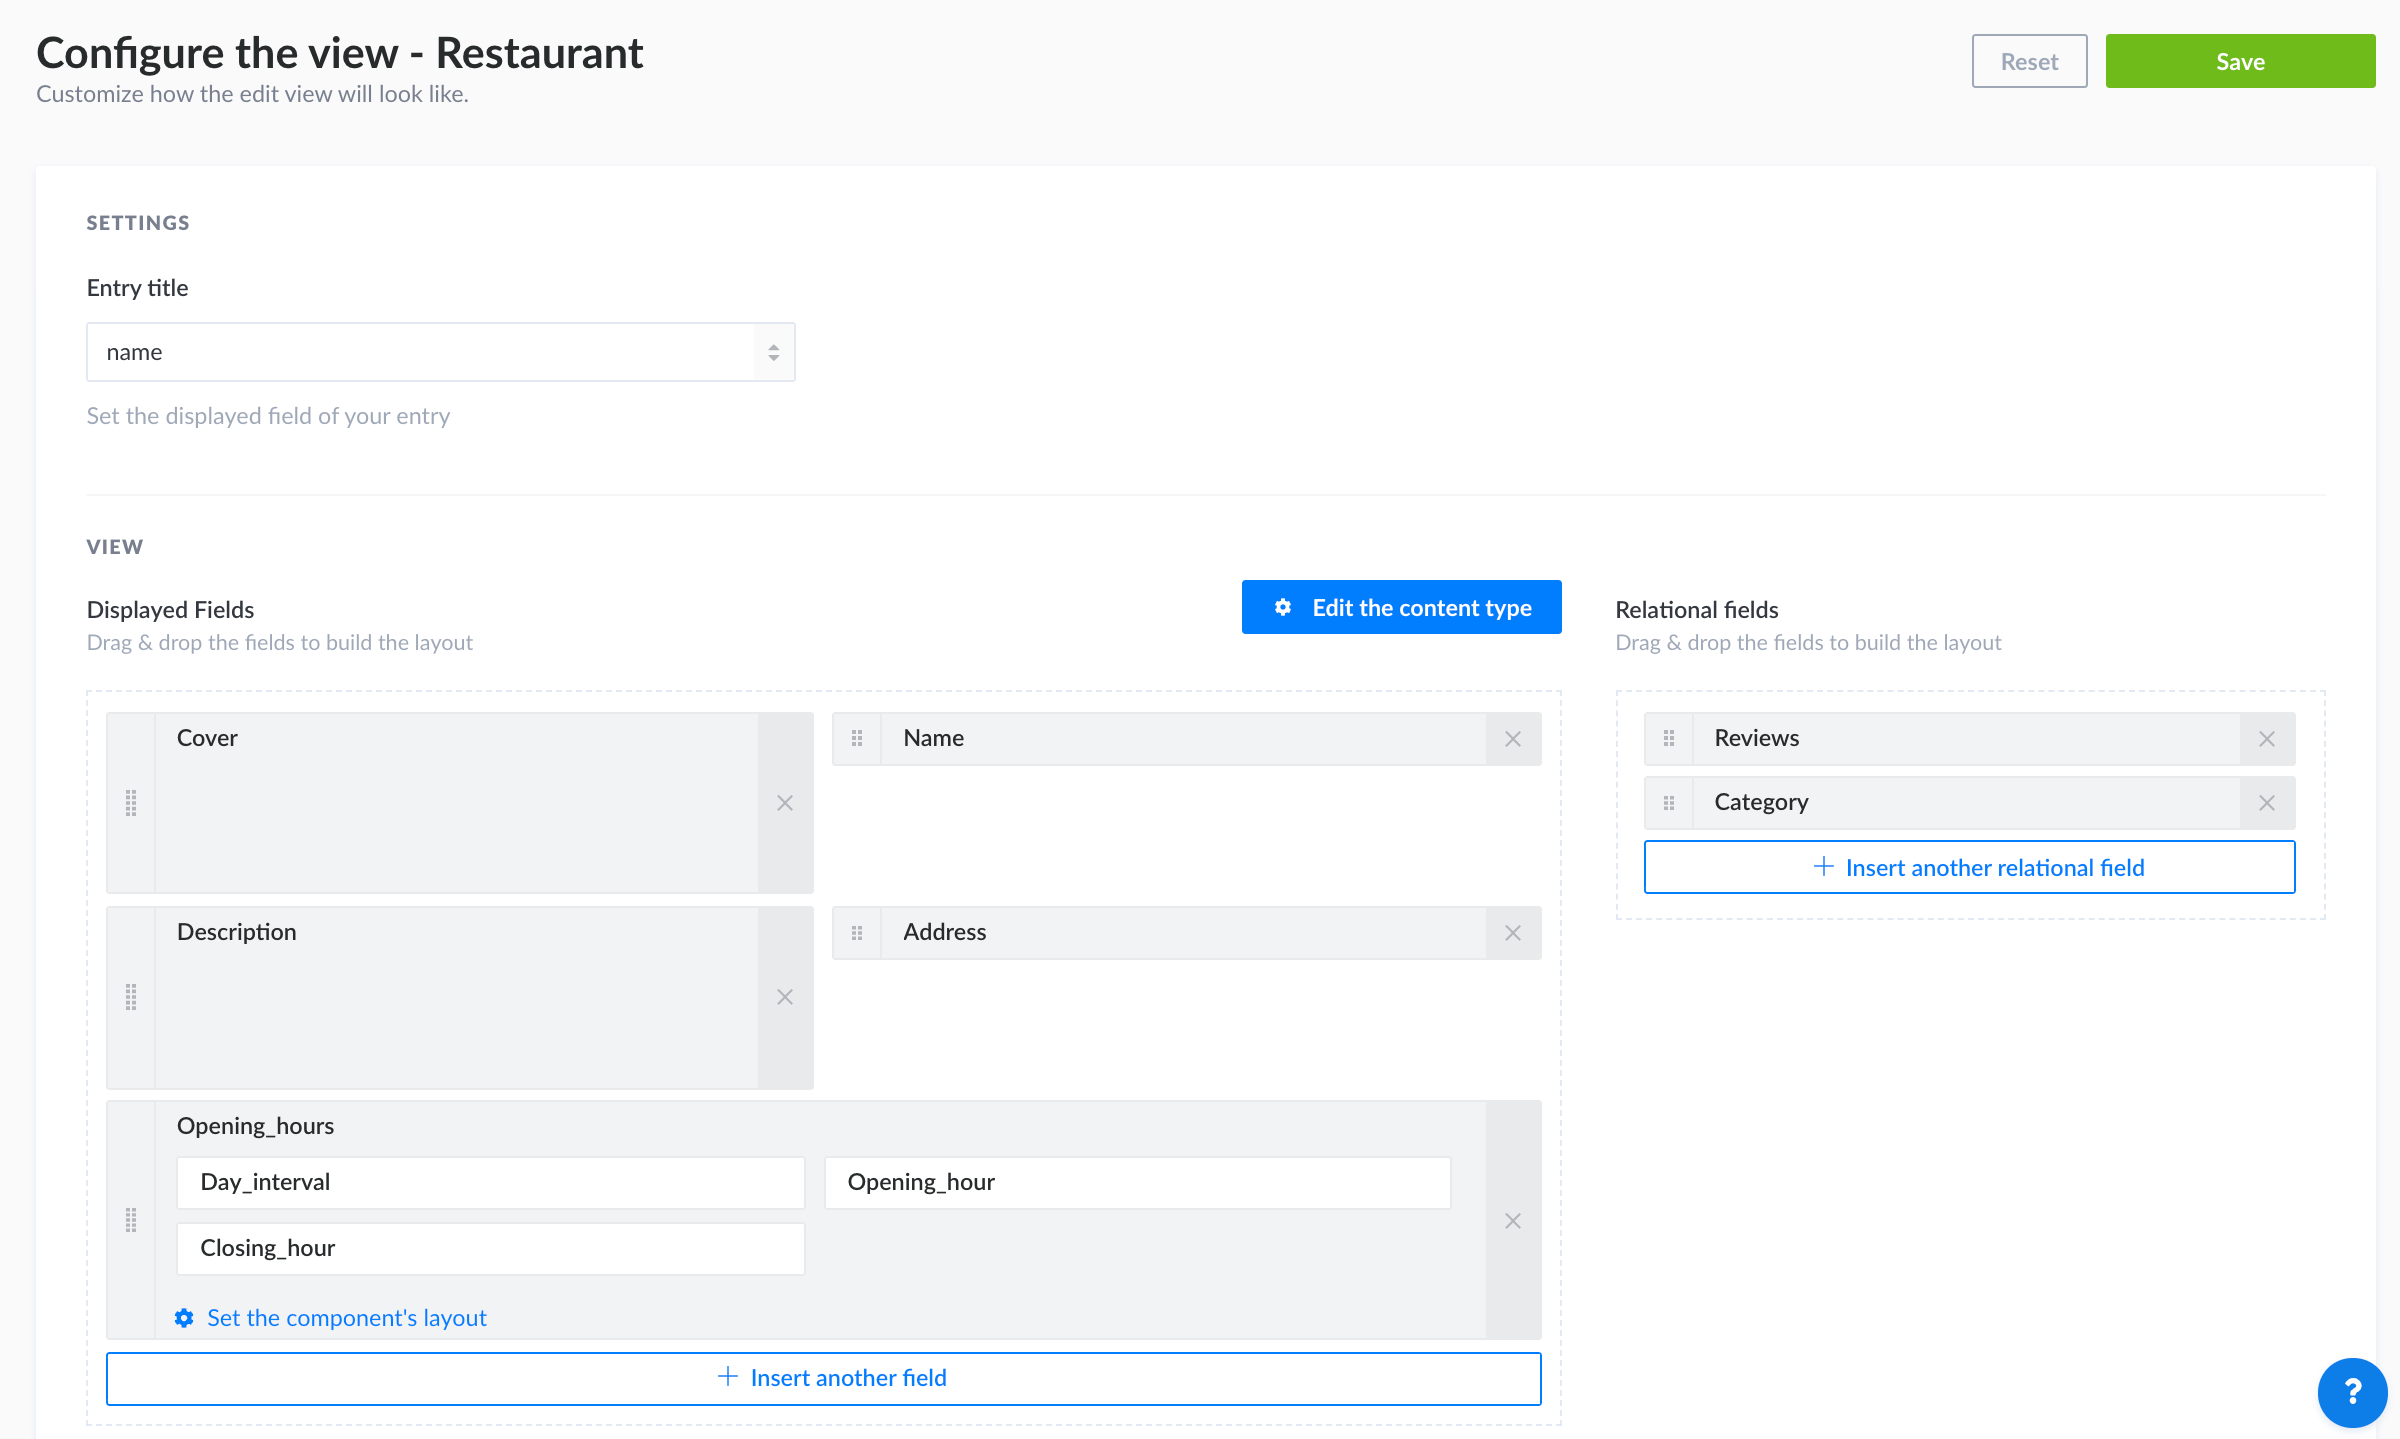 Configure the view - Restaurant
Customize how the edit view will look like.
Reset
Save
SETTINGS
Entry title
name
Set the displayed field of your entry
VIEW
Displayed Fields
Drag & drop the fields to build the layout
Edit the content type
Relational fields
Drag & drop the fields to build the layout
Cover
Name
Reviews
Category
Insert another relational field
Description
Address
Opening_hours
Day_interval
Opening_hour
Closing_hour
Set the component's layout
Insert another field
?